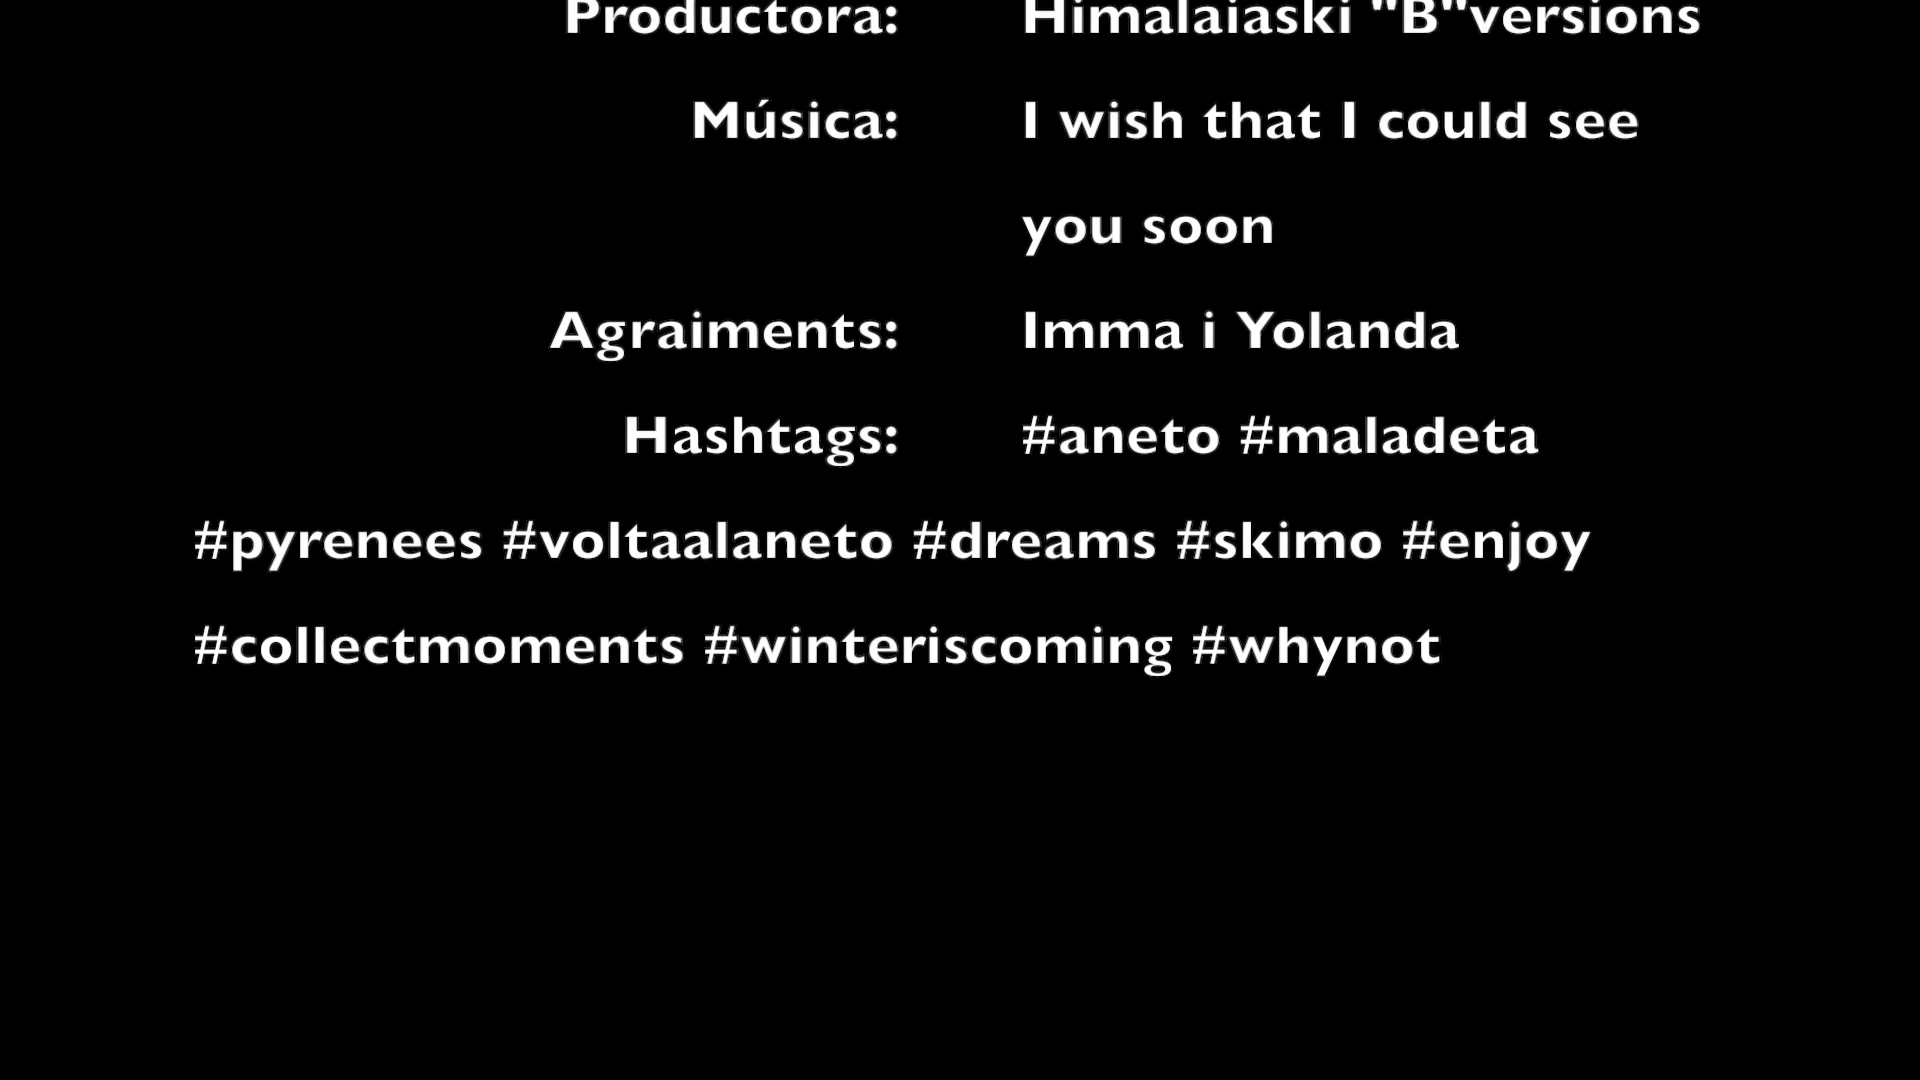 Productora: Himalaiaski "B"versions
Música: I wish that I could see
you soon
Agraiments: Imma i Yolanda
Hashtags: #aneto #maladeta
#pyrenees #voltaalaneto #dreams #skimo #enjoy
#collectmoments #winteriscoming #whynot